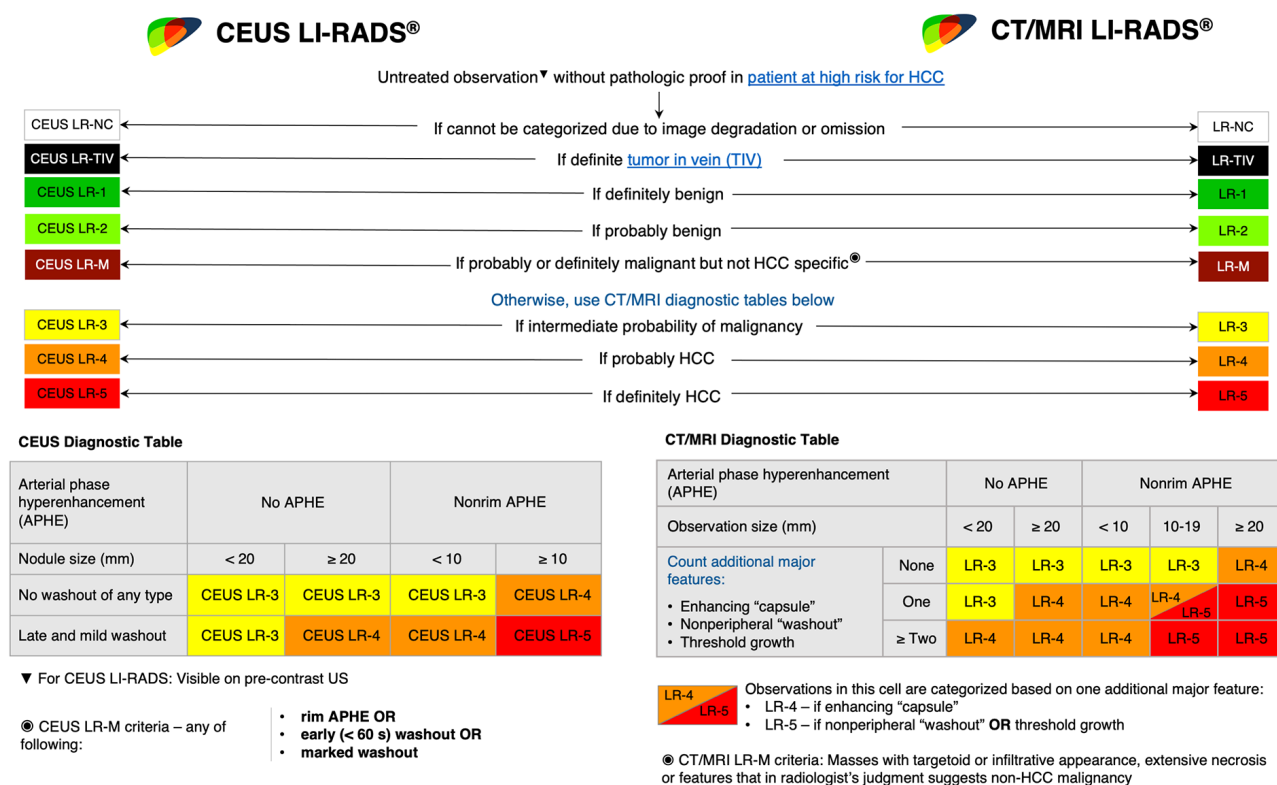 CEUS LI-RADS®
CT/MRI LI-RADS®
Untreated observation▼ without pathologic proof in patient at high risk for HCC
CEUS LR-NC
If cannot be categorized due to image degradation or omission
LR-NC
CEUS LR-TIV
If definite tumor in vein (TIV)
LR-TIV
CEUS LR-1
If definitely benign
LR-1
CEUS LR-2
If probably benign
LR-2
CEUS LR-M
If probably or definitely malignant but not HCC specific◉
LR-M
Otherwise, use CT/MRI diagnostic tables below
CEUS LR-3
If intermediate probability of malignancy
LR-3
CEUS LR-4
If probably HCC
LR-4
CEUS LR-5
If definitely HCC
LR-5
CEUS Diagnostic Table
Arterial phase
hyperenhancement
(APHE)
No APHE
Nonrim APHE
Nodule size (mm)
< 20
≥ 20
< 10
≥ 10
No washout of any type
CEUS LR-3
CEUS LR-3
CEUS LR-3
CEUS LR-4
Late and mild washout
CEUS LR-3
CEUS LR-4
CEUS LR-4
CEUS LR-5
▼ For CEUS LI-RADS: Visible on pre-contrast US
◉ CEUS LR-M criteria – any of
following:
• rim APHE OR
• early (< 60 s) washout OR
• marked washout
CT/MRI Diagnostic Table
Arterial phase hyperenhancement
(APHE)
No APHE
Nonrim APHE
Observation size (mm)
< 20
≥ 20
< 10
10-19
≥ 20
Count additional major
features:
• Enhancing “capsule”
• Nonperipheral “washout”
• Threshold growth
None
LR-3
LR-3
LR-3
LR-3
LR-4
One
LR-3
LR-4
LR-4
LR-4
LR-5
LR-5
≥ Two
LR-4
LR-4
LR-4
LR-5
LR-5
LR-4
LR-5
Observations in this cell are categorized based on one additional major feature:
• LR-4 – if enhancing “capsule”
• LR-5 – if nonperipheral “washout” OR threshold growth
◉ CT/MRI LR-M criteria: Masses with targetoid or infiltrative appearance, extensive necrosis
or features that in radiologist’s judgment suggests non-HCC malignancy